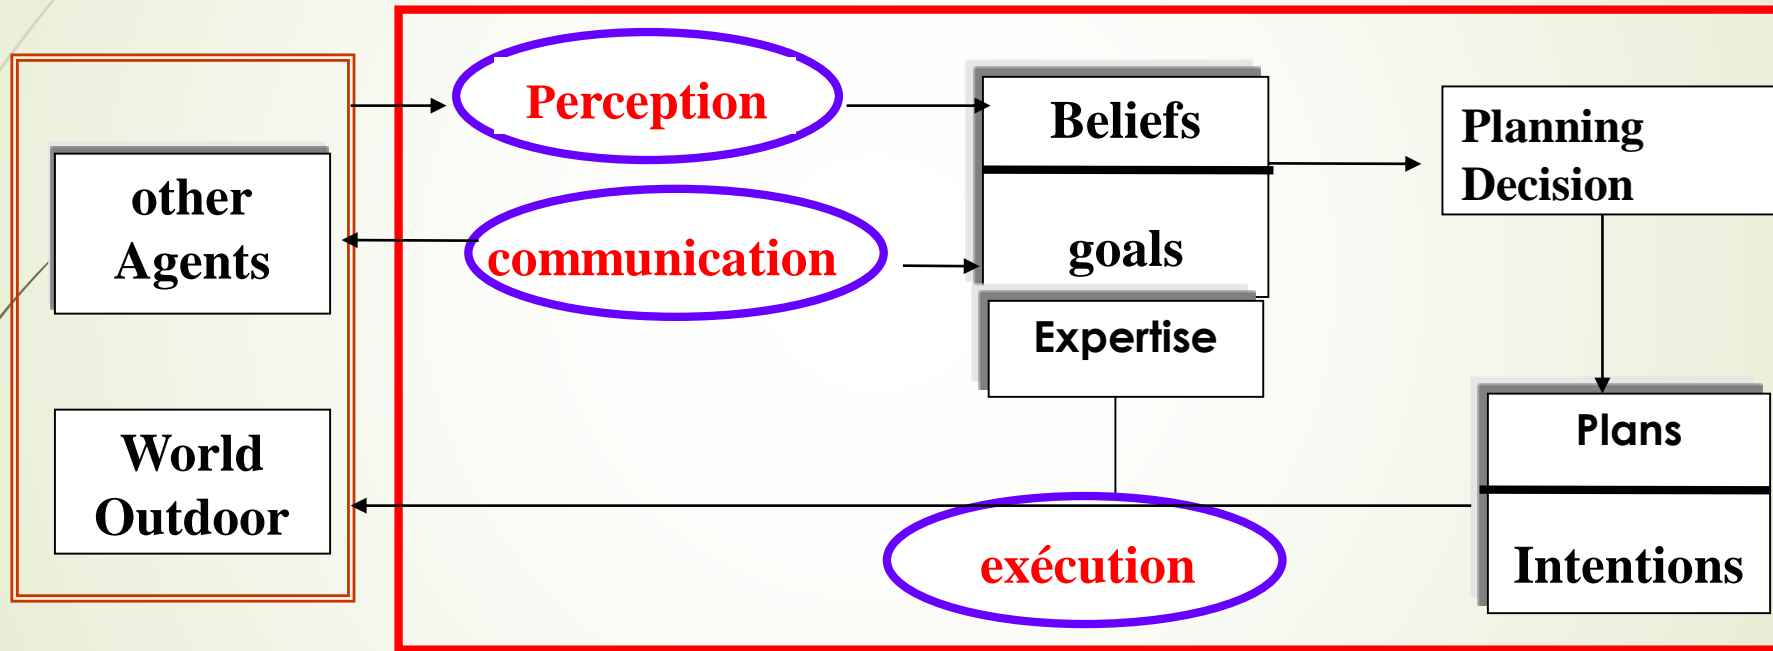 other
Agents
World
Outdoor
Perception
communication
Beliefs
goals
Expertise
exécution
Planning
Decision
Plans
Intentions